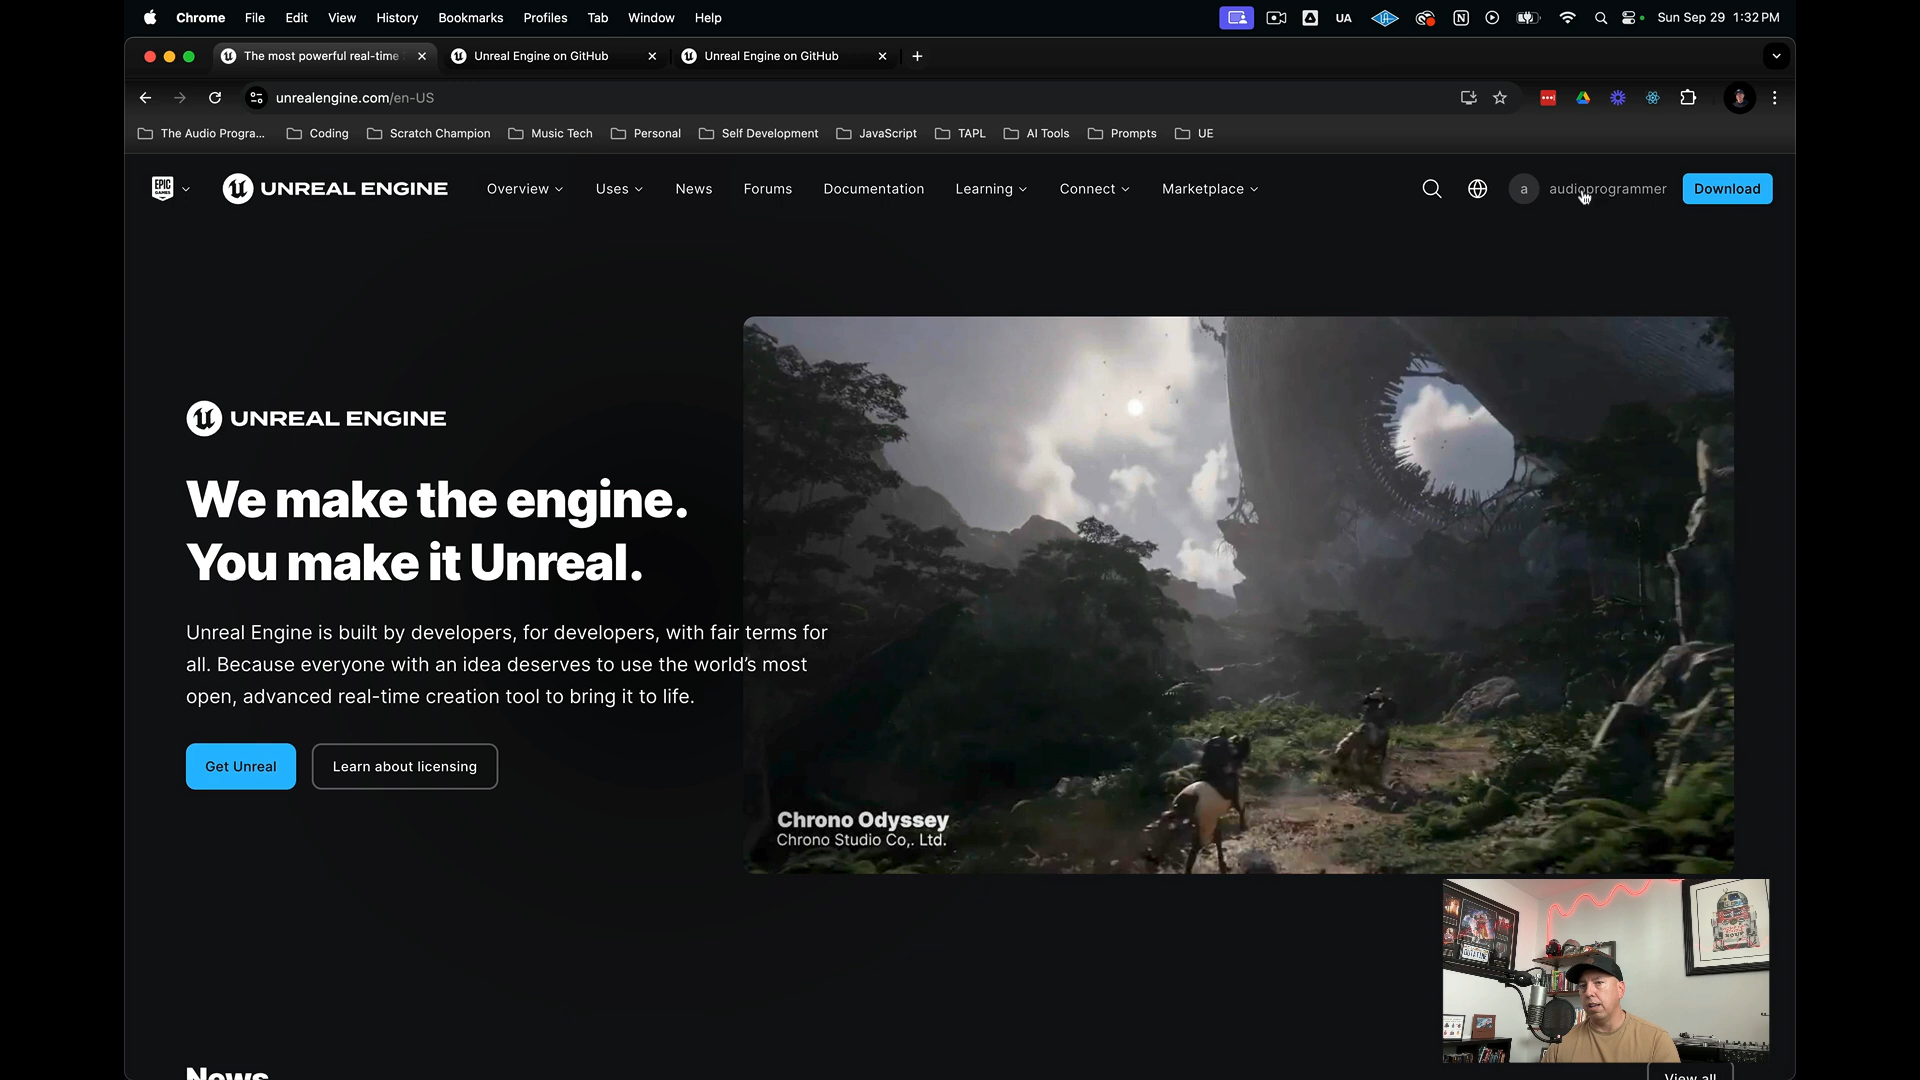 Chrome File Edit View History Bookmarks Profiles Tab Window Help
UA
Sun Sep 29 1:32 PM
The most powerful real-time
Unreal Engine on GitHub
Unreal Engine on GitHub
unrealengine.com/en-US
The Audio Progra... Coding Scratch Champion Music Tech Personal Self Development JavaScript TAPL AI Tools Prompts UE
EPIC GAMES
UNREAL ENGINE
Overview Uses News Forums Documentation Learning Connect Marketplace
a audioprogrammer
Download
UNREAL ENGINE
We make the engine.
You make it Unreal.
Unreal Engine is built by developers, for developers, with fair terms for
all. Because everyone with an idea deserves to use the world’s most
open, advanced real-time creation tool to bring it to life.
Get Unreal
Learn about licensing
Chrono Odyssey
Chrono Studio Co,. Ltd.
OUTATIME
News
View all